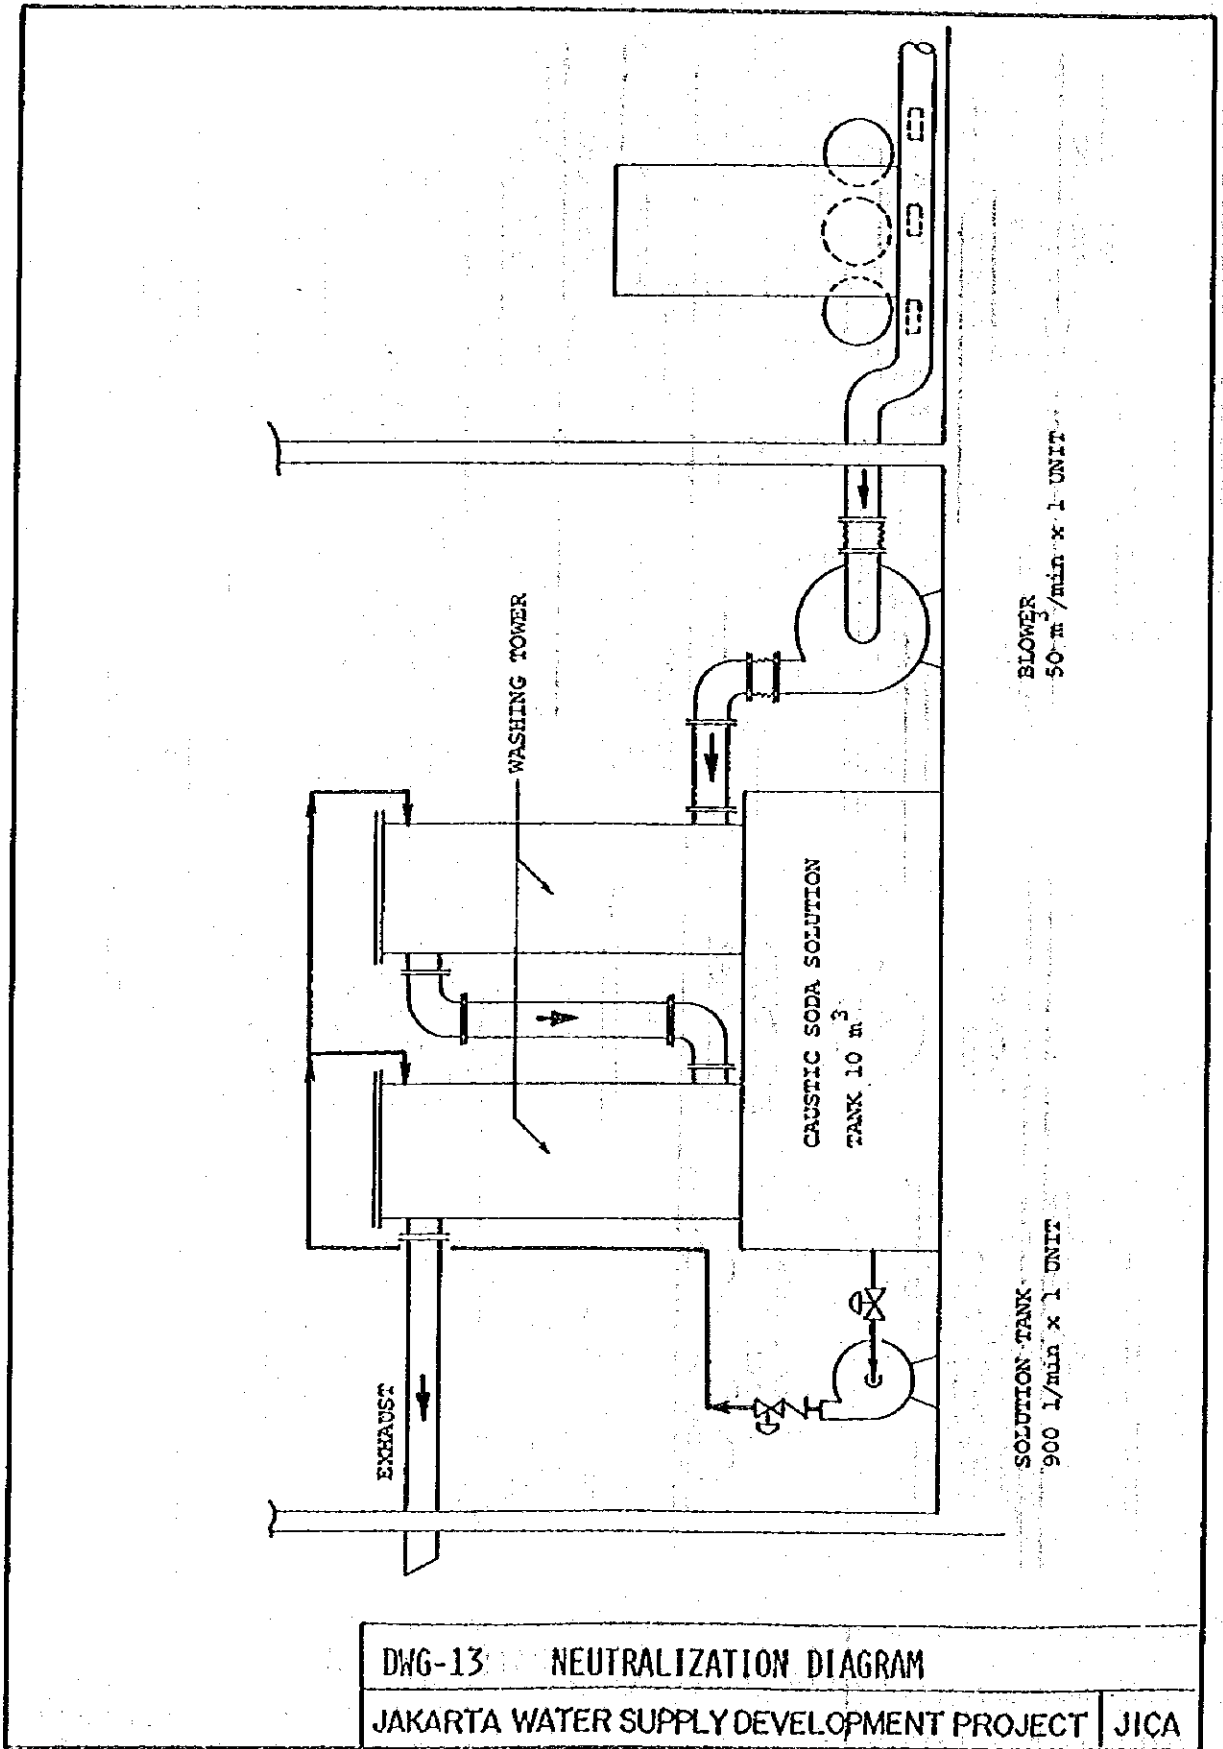 EXHAUST
WASHING TOWER
CAUSTIC SODA SOLUTION
TANK 10 m³
SOLUTION TANK
900 l/min x 1 UNIT
BLOWER
50 m³/min x 1 UNIT
DWG-13 NEUTRALIZATION DIAGRAM
JAKARTA WATER SUPPLY DEVELOPMENT PROJECT JICA